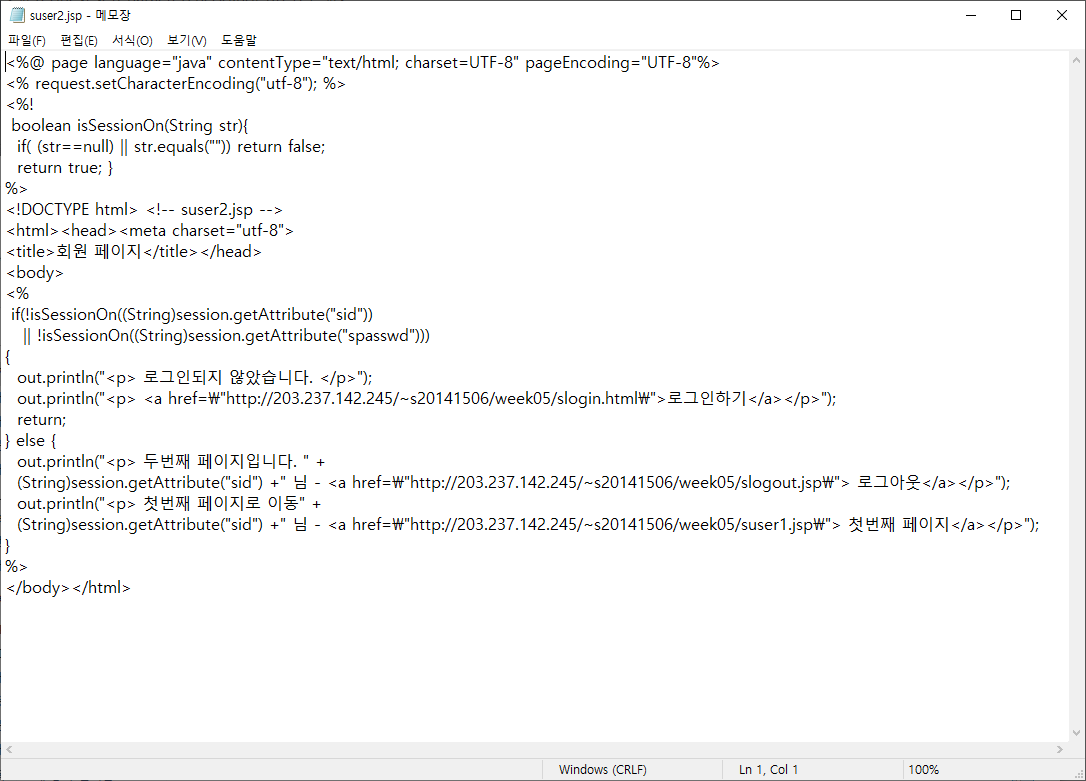 suser2.jsp - 메모장
파일(F) 편집(E) 서식(O) 보기(V) 도움말
<%@ page language="java" contentType="text/html; charset=UTF-8" pageEncoding="UTF-8"%>
<% request.setCharacterEncoding("utf-8"); %>
<%!
 boolean isSessionOn(String str){
  if( (str==null) || str.equals("")) return false;
  return true; }
%>
<!DOCTYPE html> <!-- suser2.jsp -->
<html><head><meta charset="utf-8">
<title>회원 페이지</title></head>
<body>
<%
 if(!isSessionOn((String)session.getAttribute("sid"))
   || !isSessionOn((String)session.getAttribute("spasswd")))
{
  out.println("<p> 로그인되지 않았습니다. </p>");
  out.println("<p> <a href=₩"http://203.237.142.245/~s20141506/week05/slogin.html₩">로그인하기</a></p>");
  return;
} else {
  out.println("<p> 두번째 페이지입니다. " +
  (String)session.getAttribute("sid") +" 님 - <a href=₩"http://203.237.142.245/~s20141506/week05/slogout.jsp₩"> 로그아웃</a></p>");
  out.println("<p> 첫번째 페이지로 이동" +
  (String)session.getAttribute("sid") +" 님 - <a href=₩"http://203.237.142.245/~s20141506/week05/suser1.jsp₩"> 첫번째 페이지</a></p>");
}
%>
</body></html>
Windows (CRLF) Ln 1, Col 1 100%